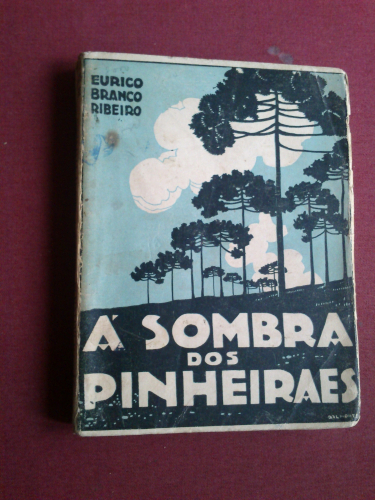 EURICO
BRANCO
RIBEIRO
Á SOMBRA
DOS
PINHEIRAES